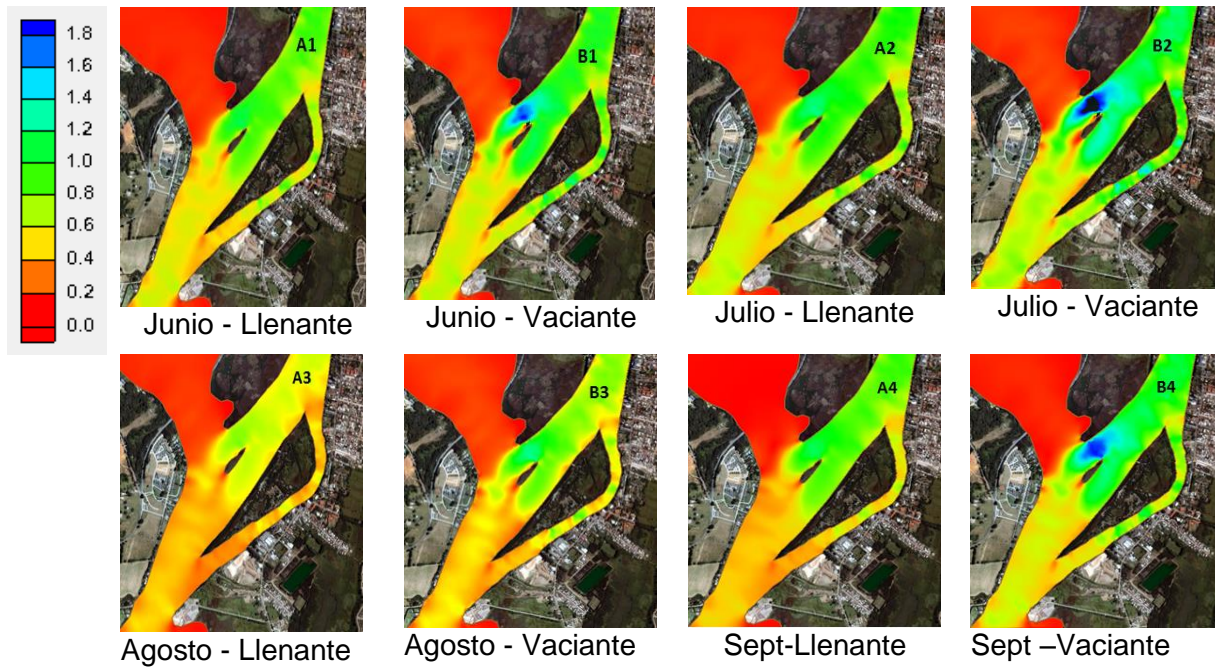 1.8
1.6
1.4
1.2
1.0
0.8
0.6
0.4
0.2
0.0
A1
B1
A2
B2
Junio - Llenante
Junio - Vaciante
Julio - Llenante
Julio - Vaciante
A3
B3
A4
B4
Agosto - Llenante
Agosto - Vaciante
Sept-Llenante
Sept –Vaciante